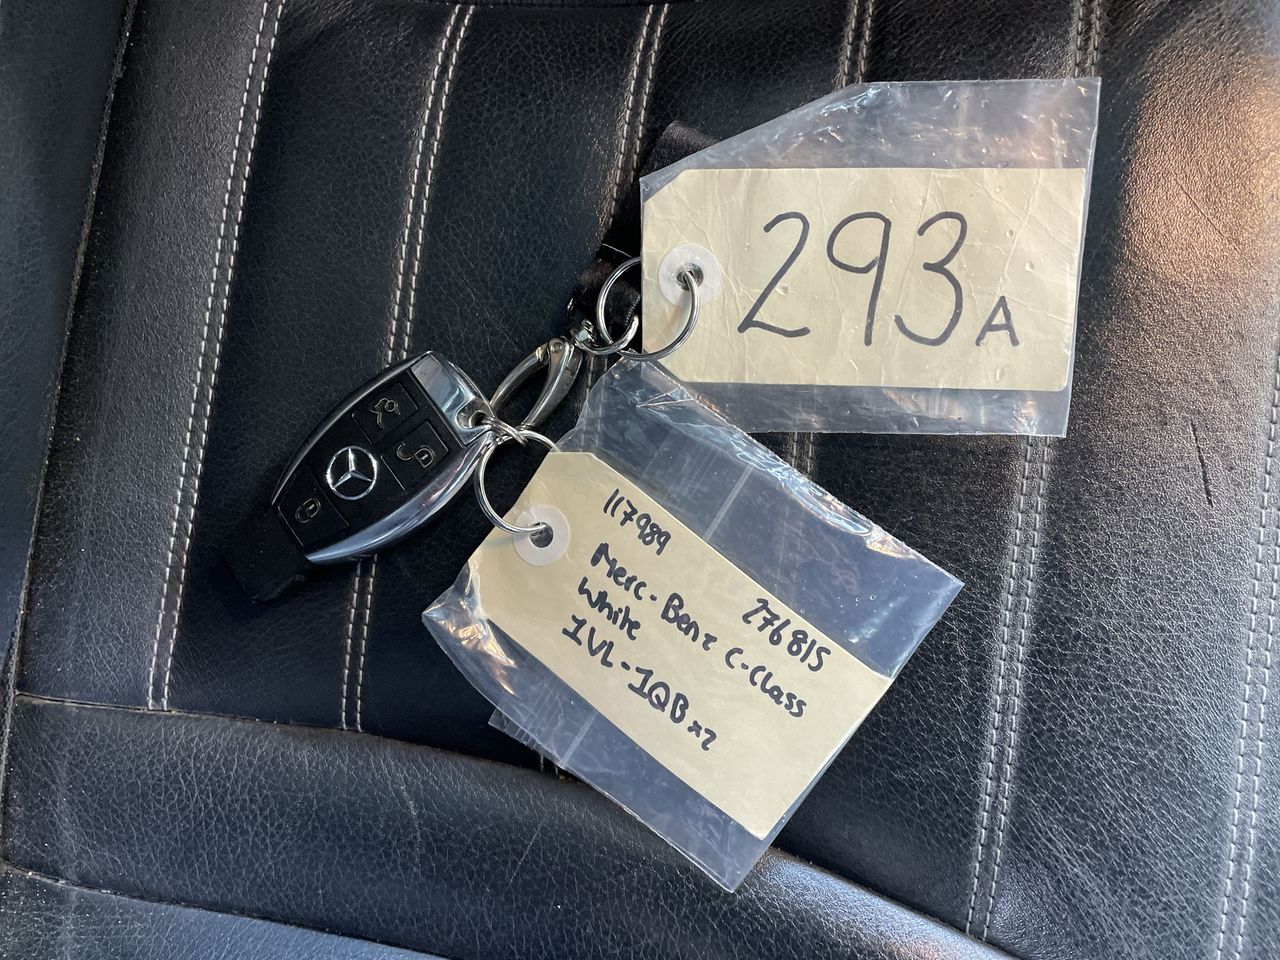 293A
117989
276815
Merc-Benz C-Class
White
1VL-1QB x2